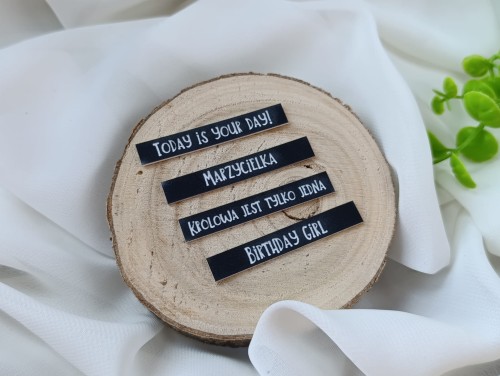 Today is your day!
Marzycielka
Królowa jest tylko jedna
Birthday Girl